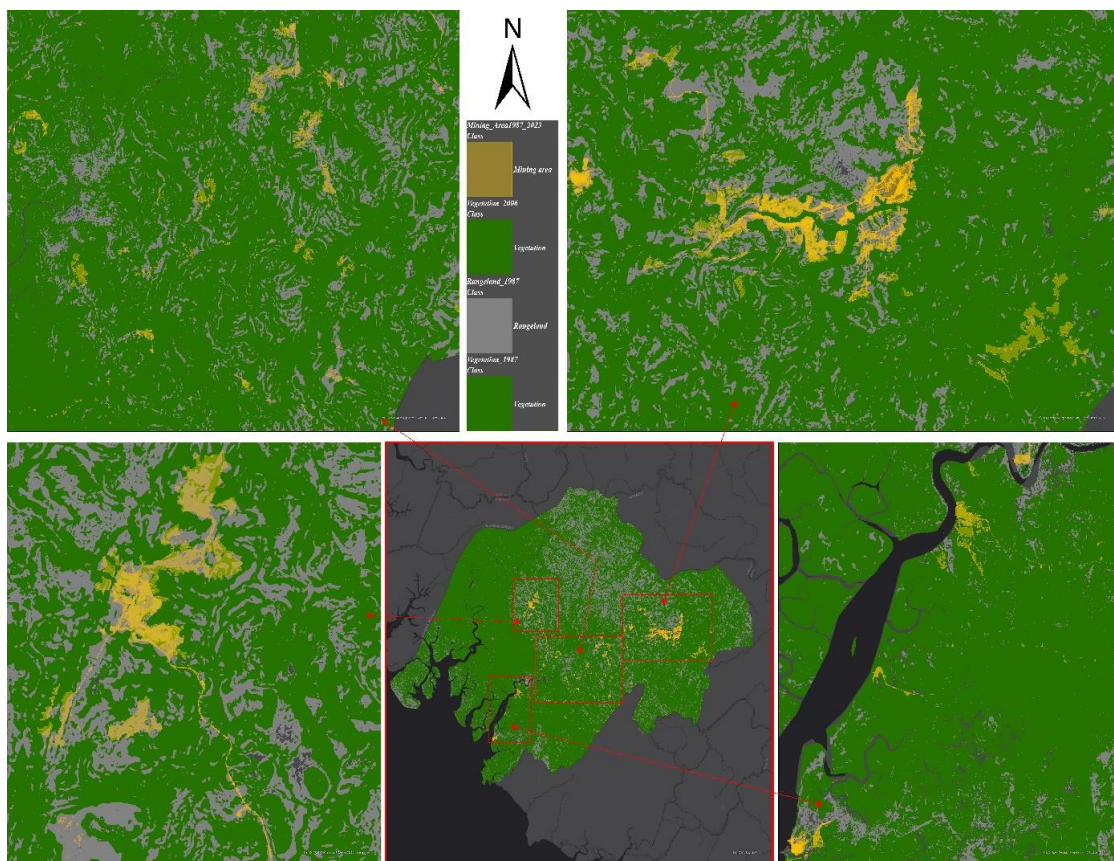 N
Mining_Area1987_2023
Class
Mining area
Vegetation_2006
Class
Vegetation
Rangeland_1987
Class
Rangeland
Vegetation_1987
Class
Vegetation